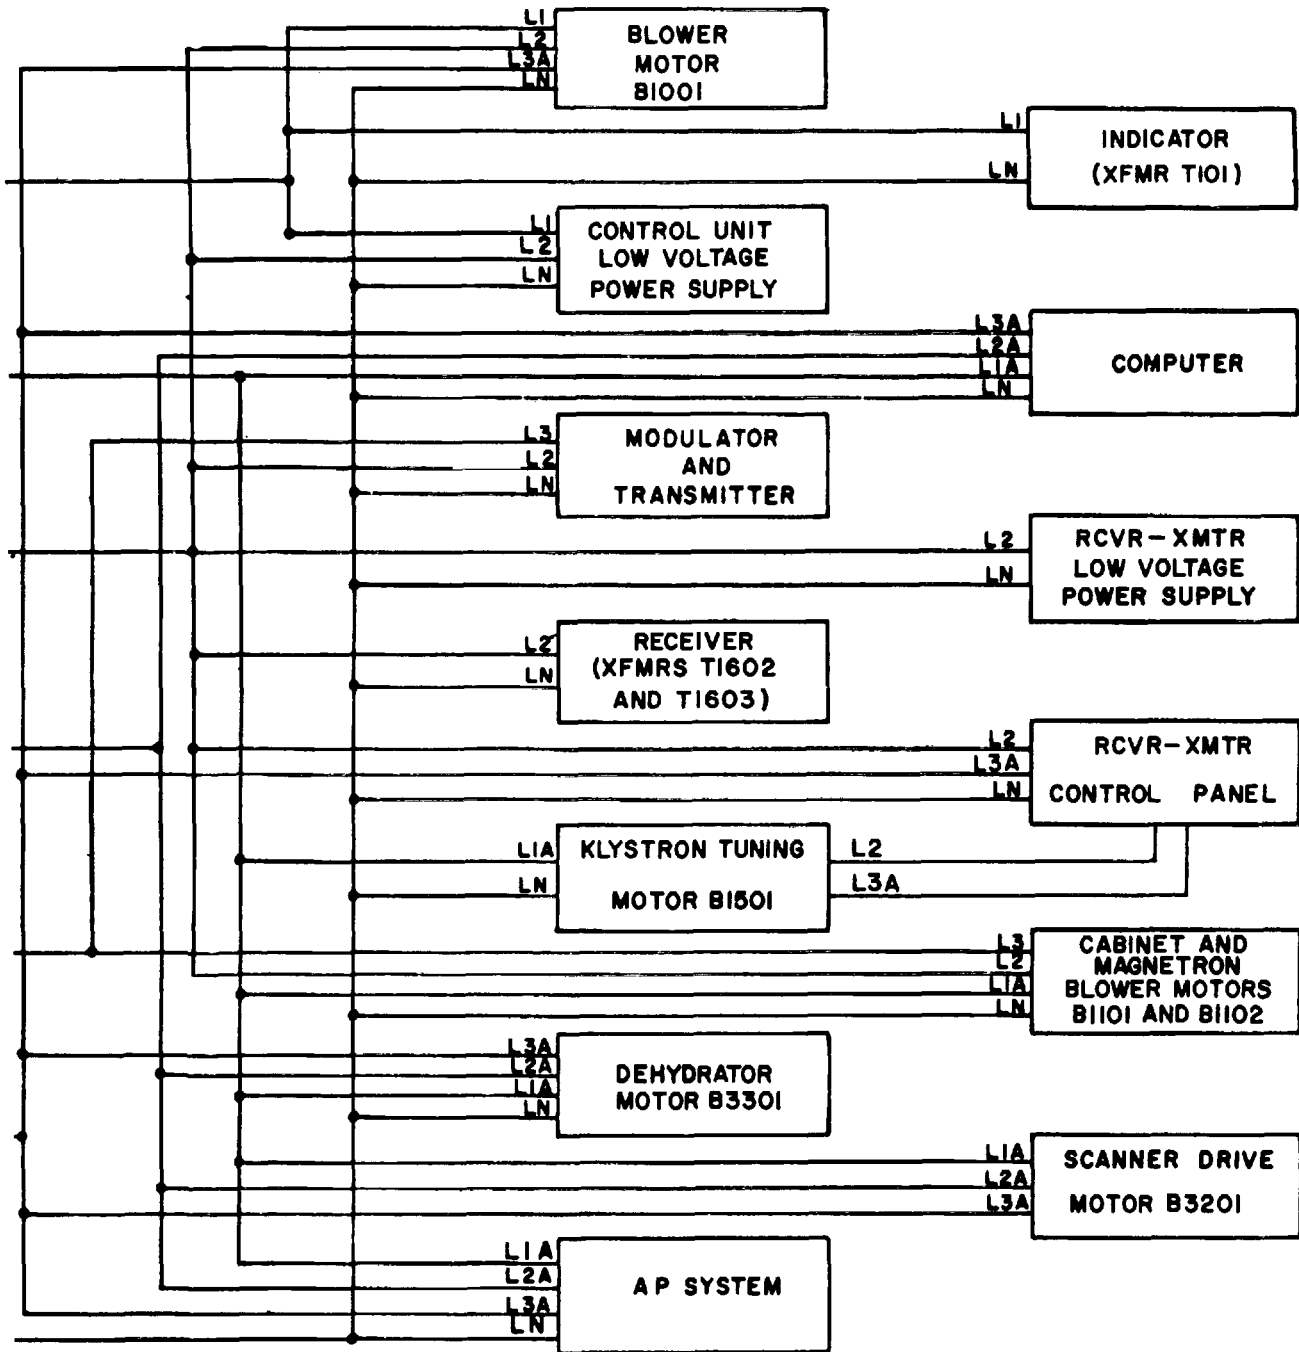 L1
L2
L3A
LN
BLOWER
MOTOR
B1001
L1
LN
INDICATOR
(XFMR T101)
L1
L2
LN
CONTROL UNIT
LOW VOLTAGE
POWER SUPPLY
L3A
L2A
L1A
LN
COMPUTER
L3
L2
LN
MODULATOR
AND
TRANSMITTER
L2
LN
RCVR-XMTR
LOW VOLTAGE
POWER SUPPLY
L2
LN
RECEIVER
(XFMRS T1602
AND T1603)
L2
L3A
LN
RCVR-XMTR
CONTROL PANEL
L1A
LN
KLYSTRON TUNING
MOTOR B1501
L2
L3A
L3
L2
L1A
LN
CABINET AND
MAGNETRON
BLOWER MOTORS
B1101 AND B1102
L3A
L2A
L1A
LN
DEHYDRATOR
MOTOR B3301
L1A
L2A
L3A
SCANNER DRIVE
MOTOR B3201
L1A
L2A
L3A
LN
AP SYSTEM